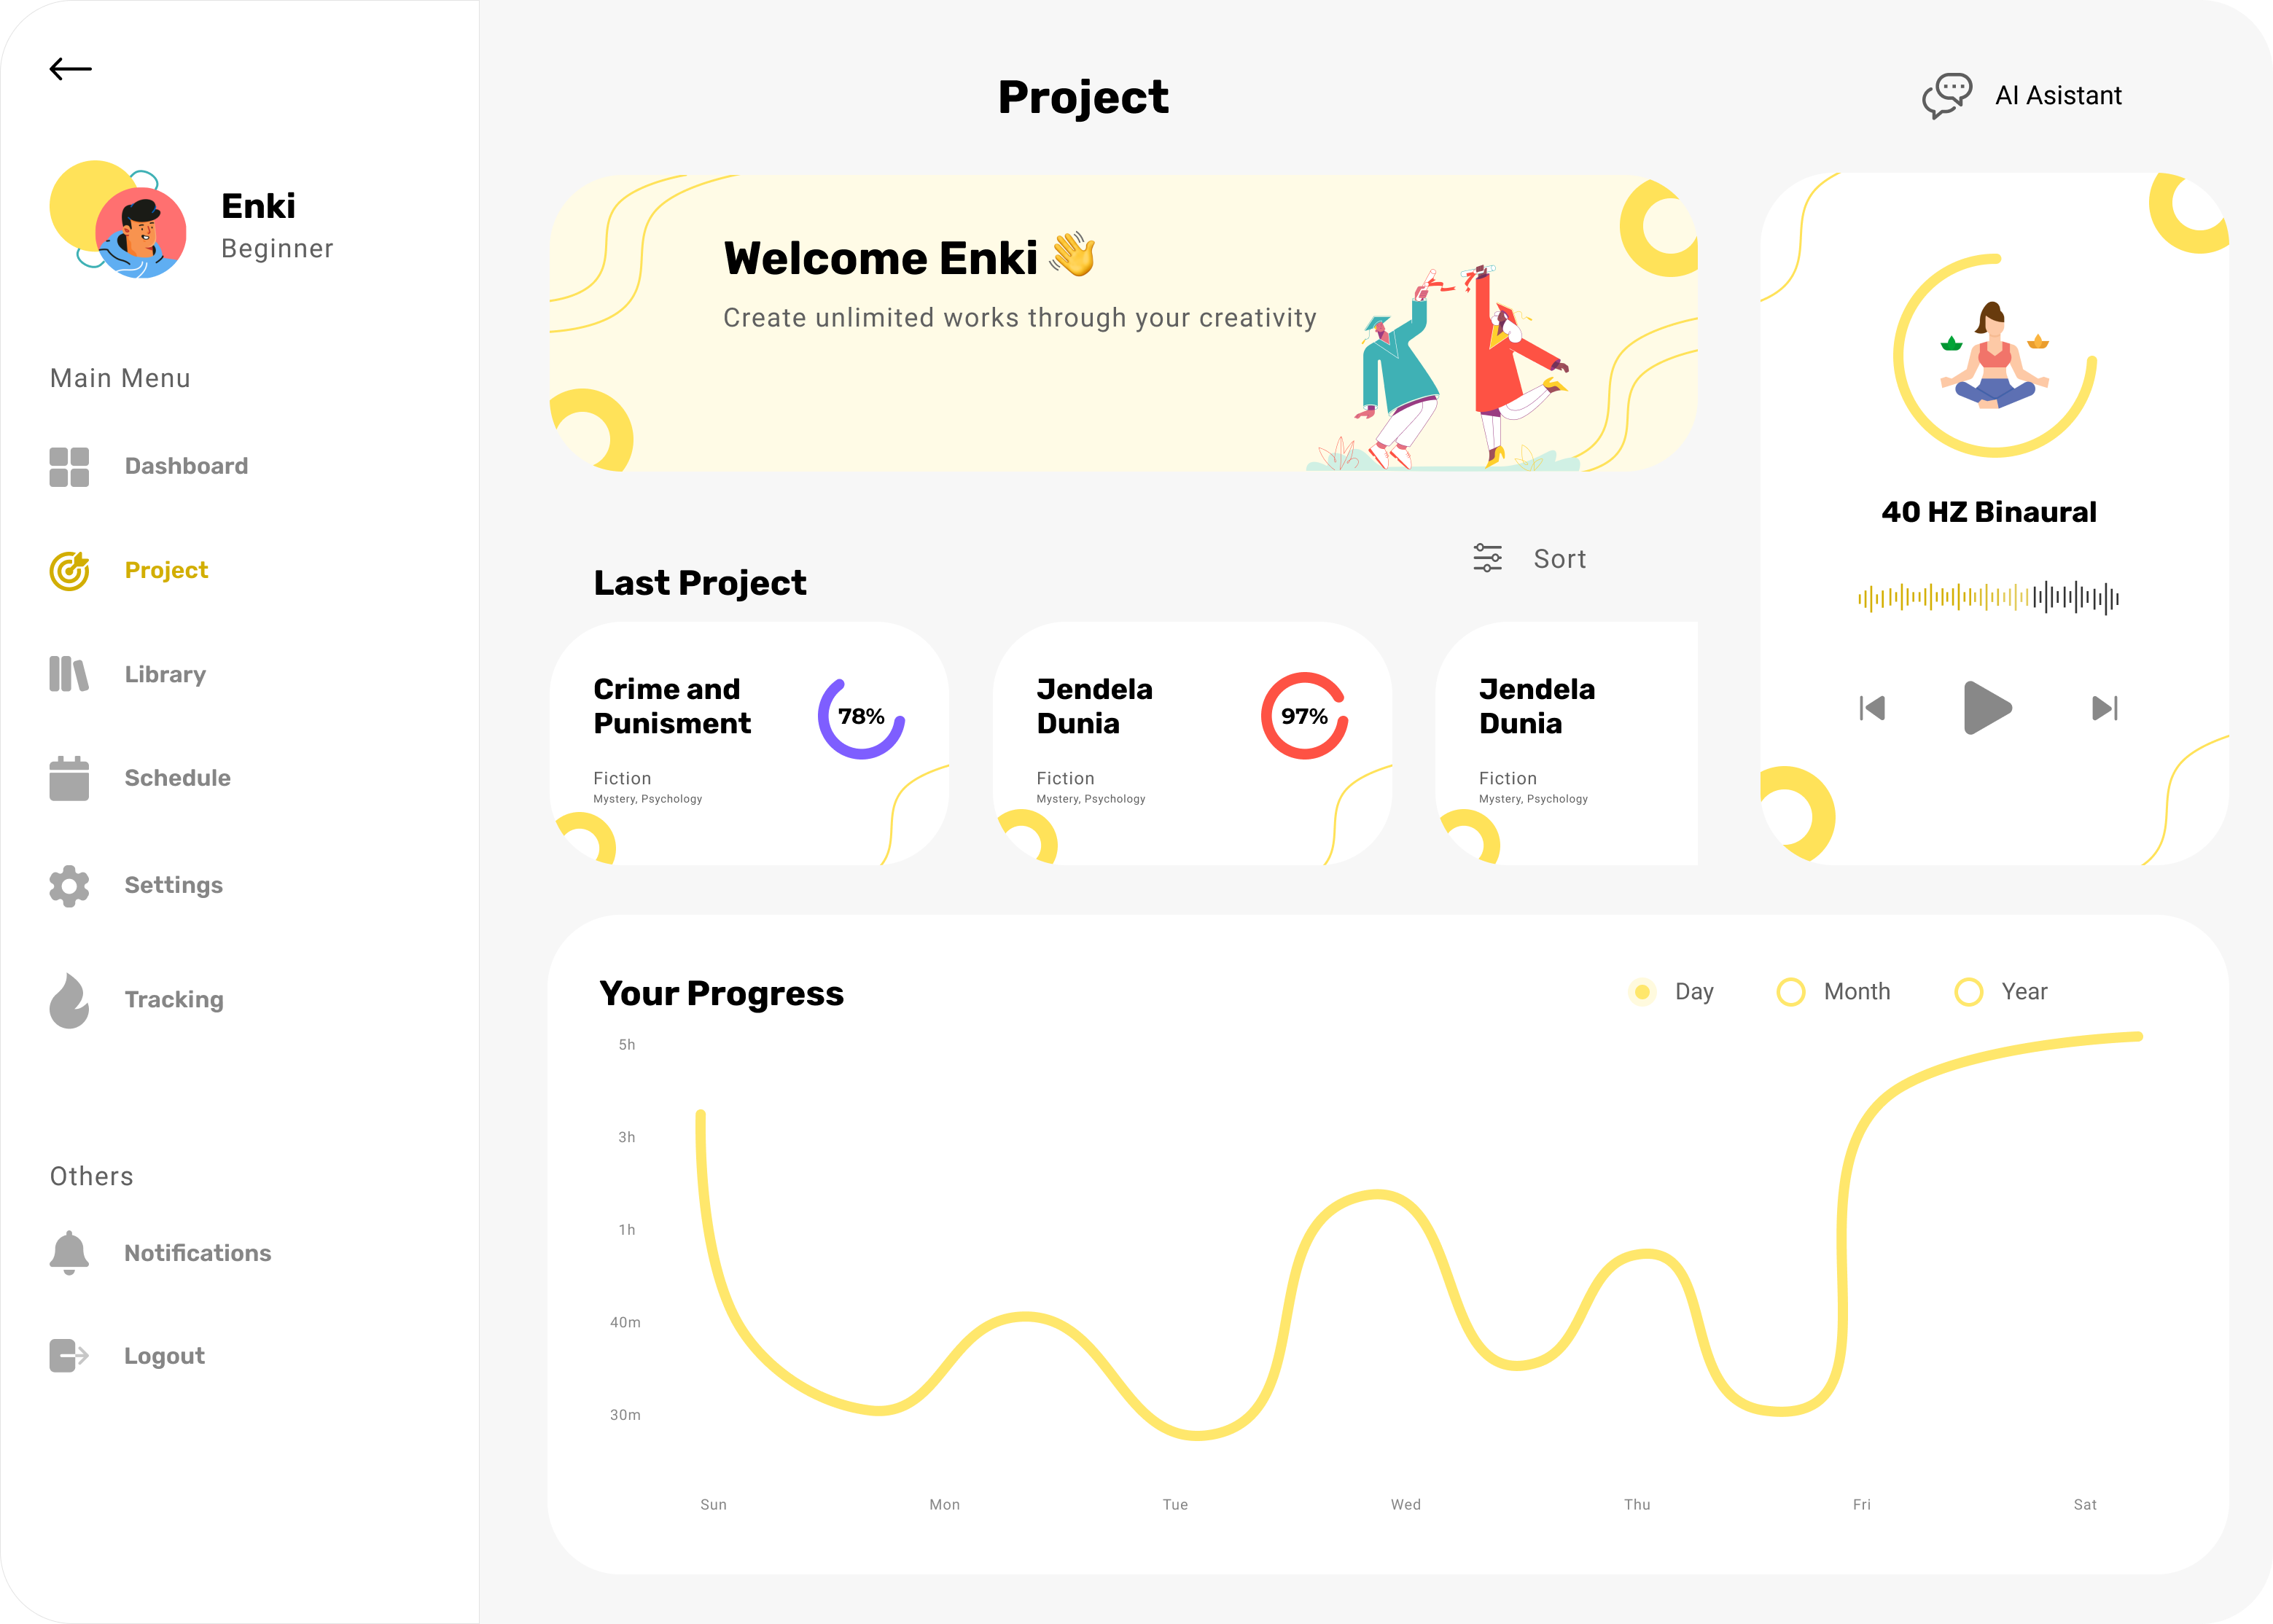 Enki
Beginner
Main Menu
Dashboard
Project
Library
Schedule
Settings
Tracking
Others
Notifications
Logout
Project
AI Asistant
Welcome Enki 👋
Create unlimited works through your creativity
40 HZ Binaural
Last Project
Sort
Crime and
Punisment
78%
Fiction
Mystery, Psychology
Jendela
Dunia
97%
Fiction
Mystery, Psychology
Jendela
Dunia
Fiction
Mystery, Psychology
Your Progress
Day
Month
Year
5h
3h
1h
40m
30m
Sun
Mon
Tue
Wed
Thu
Fri
Sat